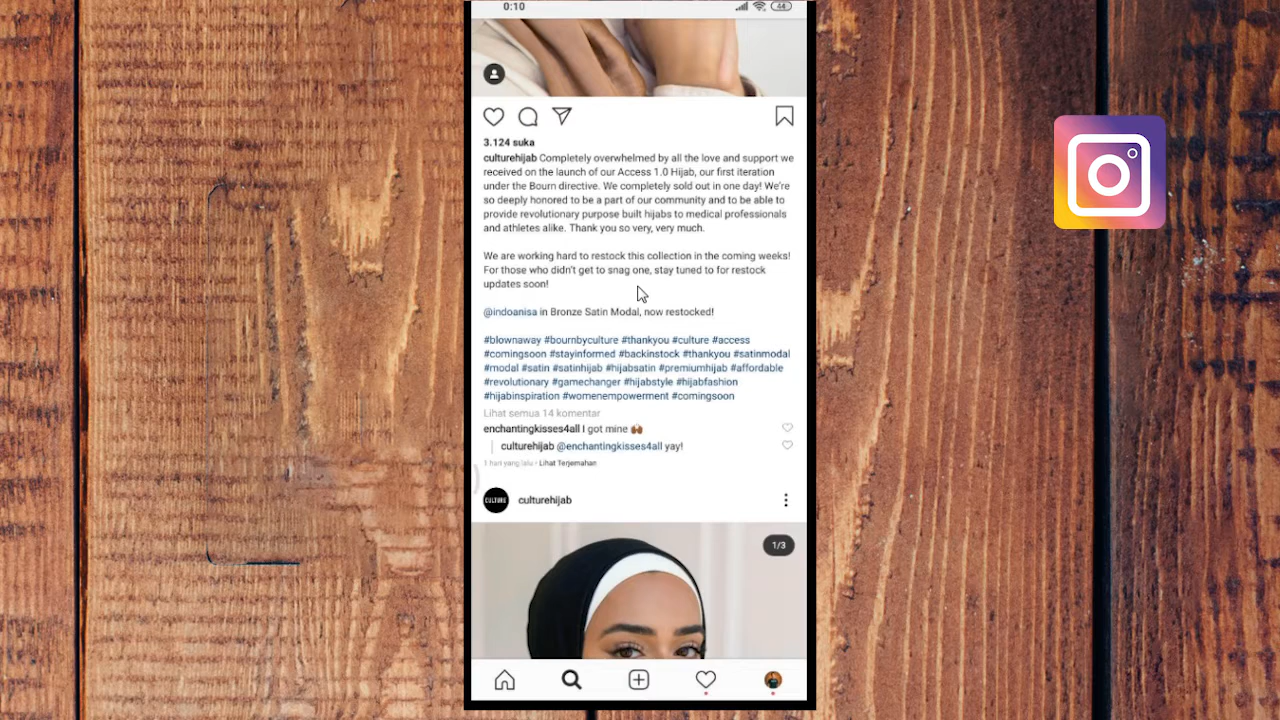 0:10
44
3.124 suka
culturehijab Completely overwhelmed by all the love and support we
received on the launch of our Access 1.0 Hijab, our first iteration
under the Bourn directive. We completely sold out in one day! We're
so deeply honored to be a part of our community and to be able to
provide revolutionary purpose built hijabs to medical professionals
and athletes alike. Thank you so very, very much.
We are working hard to restock this collection in the coming weeks!
For those who didn't get to snag one, stay tuned to for restock
updates soon!
@indoanisa in Bronze Satin Modal, now restocked!
#blownaway #bournbyculture #thankyou #culture #access
#comingsoon #stayinformed #backinstock #thankyou #satinmodal
#modal #satin #satinhijab #hijabsatin #premiumhijab #affordable
#revolutionary #gamechanger #hijabstyle #hijabfashion
#hijabinspiration #womenempowerment #comingsoon
Lihat semua 14 komentar
enchantingkisses4all I got mine 🙌🏾
culturehijab @enchantingkisses4all yay!
1 hari yang lalu • Lihat Terjemahan
CULTURE culturehijab
1/3